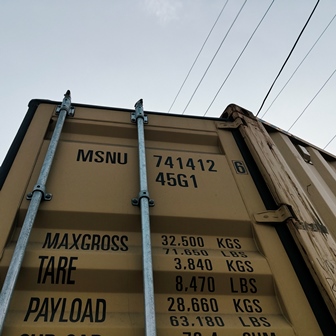 MSNU 741412 6
45G1
MAXGROSS 32.500 KGS
71.650 LBS
TARE 3.840 KGS
8.470 LBS
PAYLOAD 28.660 KGS
63.180 LBS